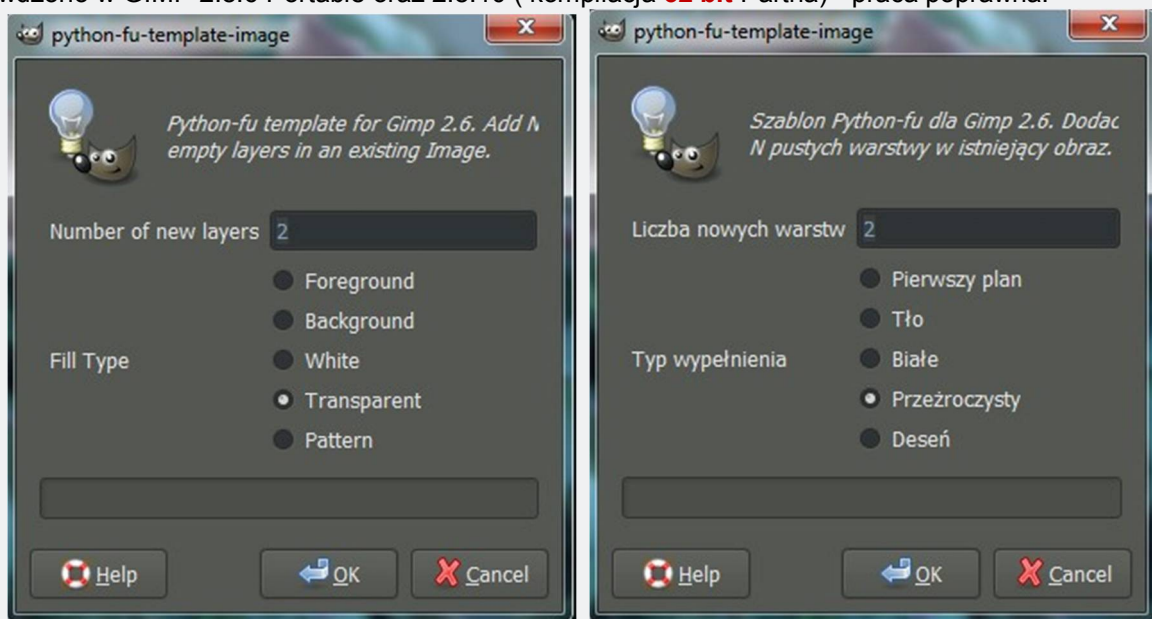 python-fu-template-image
Python-fu template for Gimp 2.6. Add N
empty layers in an existing Image.
Number of new layers 2
Foreground
Background
Fill Type
White
Transparent
Pattern
Help
OK
Cancel
python-fu-template-image
Szablon Python-fu dla Gimp 2.6. Dodac
N pustych warstwy w istniejący obraz.
Liczba nowych warstw 2
Pierwszy plan
Tło
Typ wypełnienia
Białe
Przeżroczysty
Deseń
Help
OK
Cancel